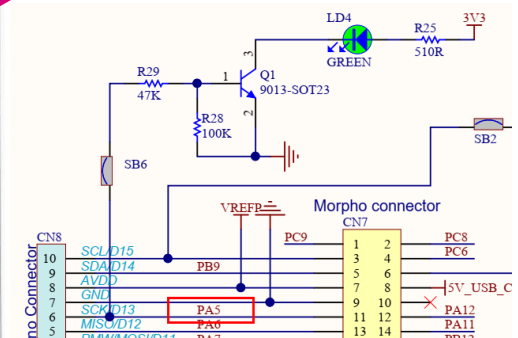 LD4
3V3
R25
GREEN
510R
3
R29
1
Q1
47K
9013-SOT23
R28
2
100K
SB6
SB2
VREFP
Morpho connector
CN7
CN8
PC9
1 2
PC8
SCL/D15
10
3 4
PC6
SDA/D14
9
PB9
5 6
AVDD
8
7 8
5V_USB_C
GND
7
9 10
SCK/D13
6
PA5
11 12
PA12
MISO/D12
5
PA6
13 14
PA11
PA7
no Connector